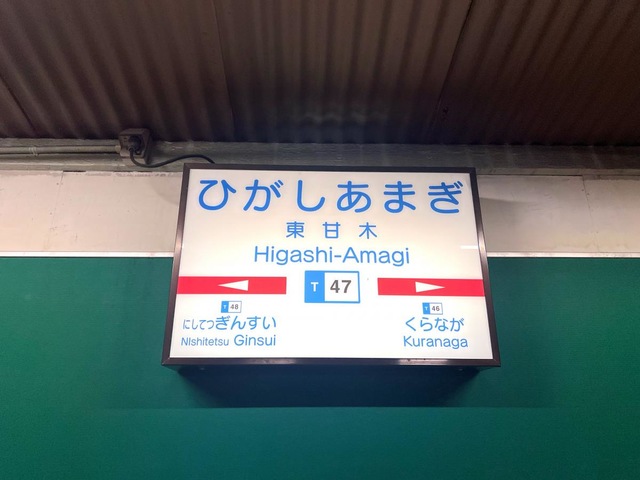 ひがしあまぎ
東甘木
Higashi-Amagi
T 47
T 48
にしてつぎんすい
NIshitetsu Ginsui
T 46
くらなが
Kuranaga